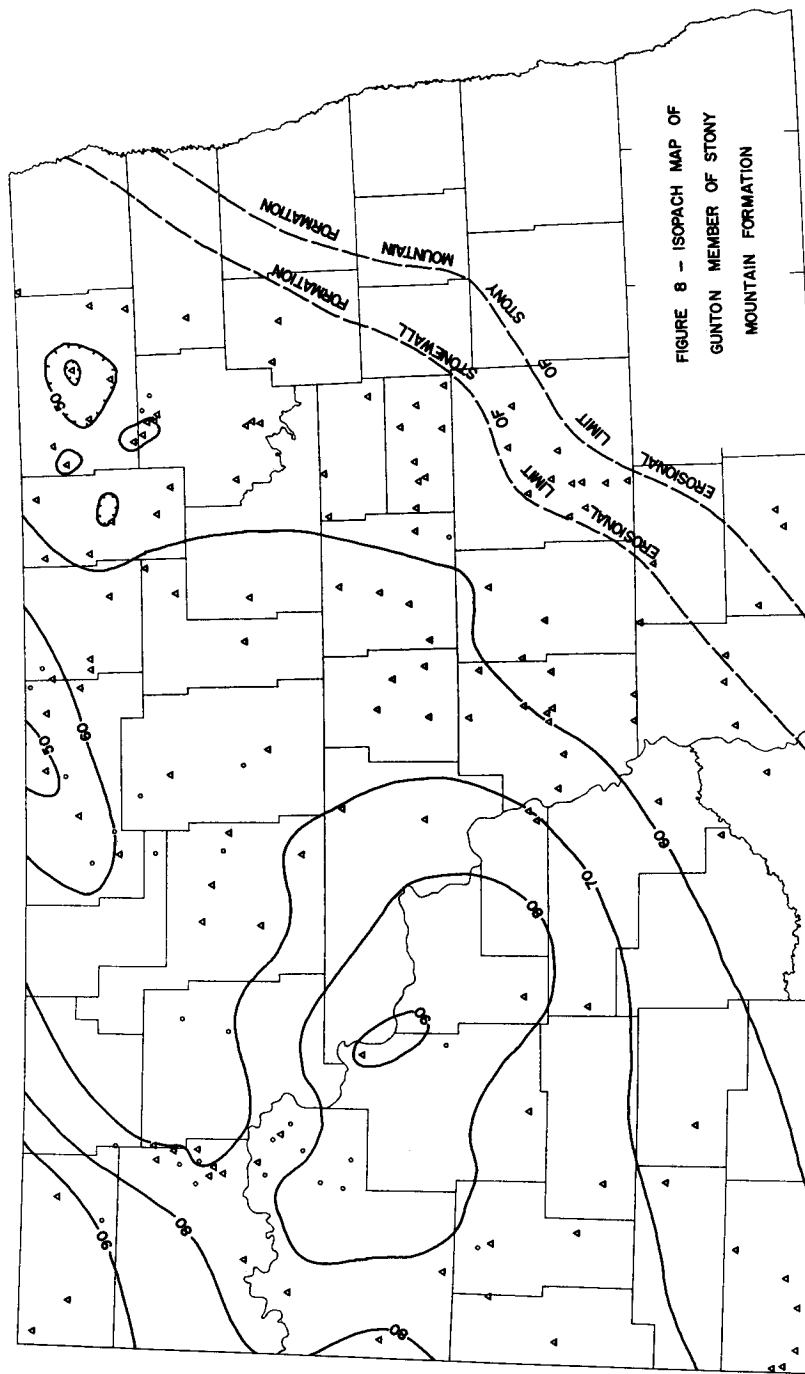 FIGURE 8 – ISOPACH MAP OF
GUNTON MEMBER OF STONY
MOUNTAIN FORMATION
EROSIONAL LIMIT OF STONEWALL FORMATION
EROSIONAL LIMIT OF STONY MOUNTAIN FORMATION
90
80
50
60
50
80
90
80
70
60